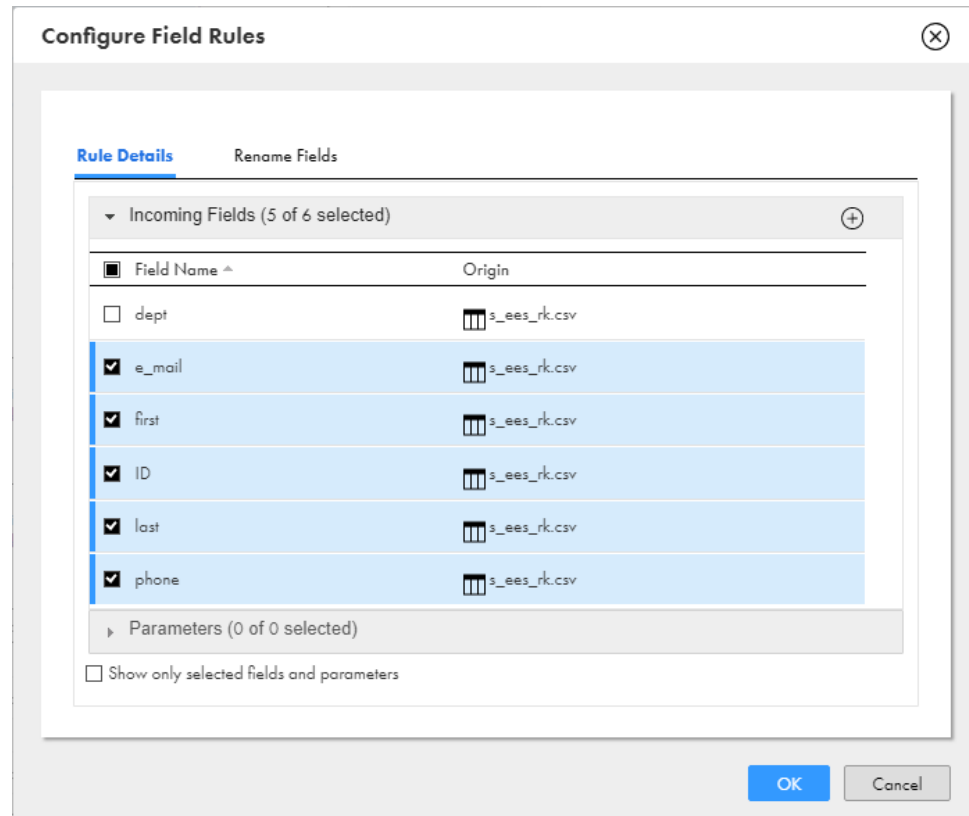 Configure Field Rules
Rule Details Rename Fields
Incoming Fields (5 of 6 selected)
Field Name Origin
dept s_ees_rk.csv
e_mail s_ees_rk.csv
first s_ees_rk.csv
ID s_ees_rk.csv
last s_ees_rk.csv
phone s_ees_rk.csv
Parameters (0 of 0 selected)
Show only selected fields and parameters
OK Cancel